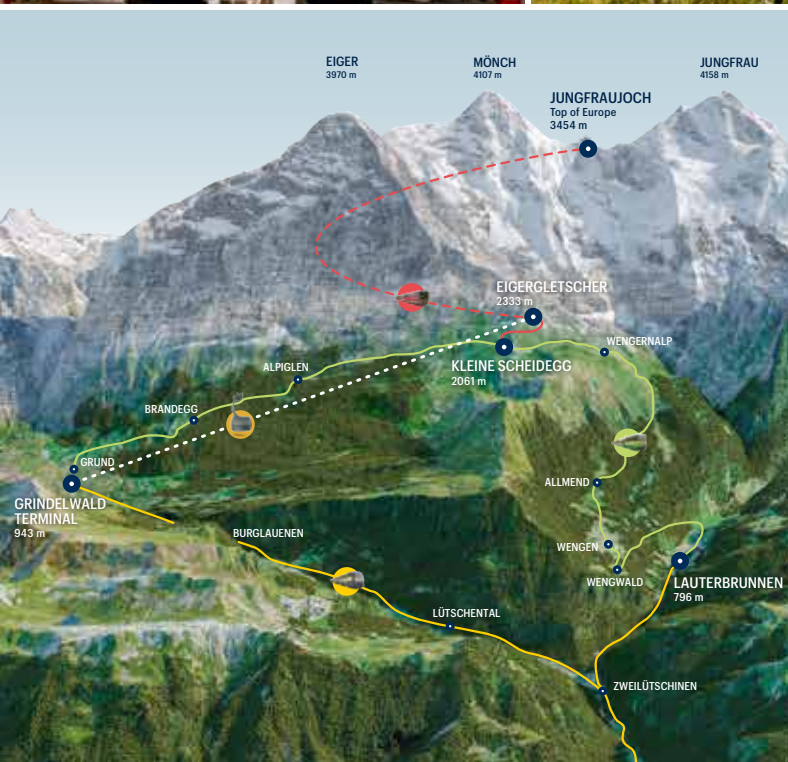 EIGER
3970 m
MÖNCH
4107 m
JUNGFRAU
4158 m
JUNGFRAUJOCH
Top of Europe
3454 m
EIGERGLETSCHER
2333 m
WENGERNALP
KLEINE SCHEIDEGG
2061 m
ALPIGLEN
BRANDEGG
GRUND
GRINDELWALD
TERMINAL
943 m
ALLMEND
BURGLAUENEN
WENGEN
WENGWALD
LAUTERBRUNNEN
796 m
LÜTSCHENTAL
ZWEILÜTSCHINEN